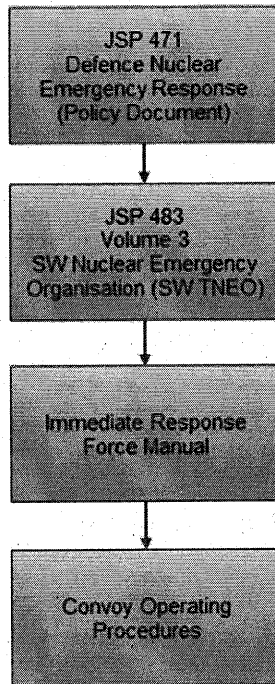 JSP 471
Defence Nuclear
Emergency Response
(Policy Document)
JSP 483
Volume 3
SW Nuclear Emergency
Organisation (SW TNEO)
Immediate Response
Force Manual
Convoy Operating
Procedures